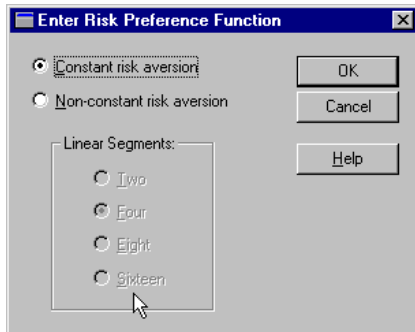 Enter Risk Preference Function
Constant risk aversion
Non-constant risk aversion
Linear Segments:
Two
Four
Eight
Sixteen
OK
Cancel
Help